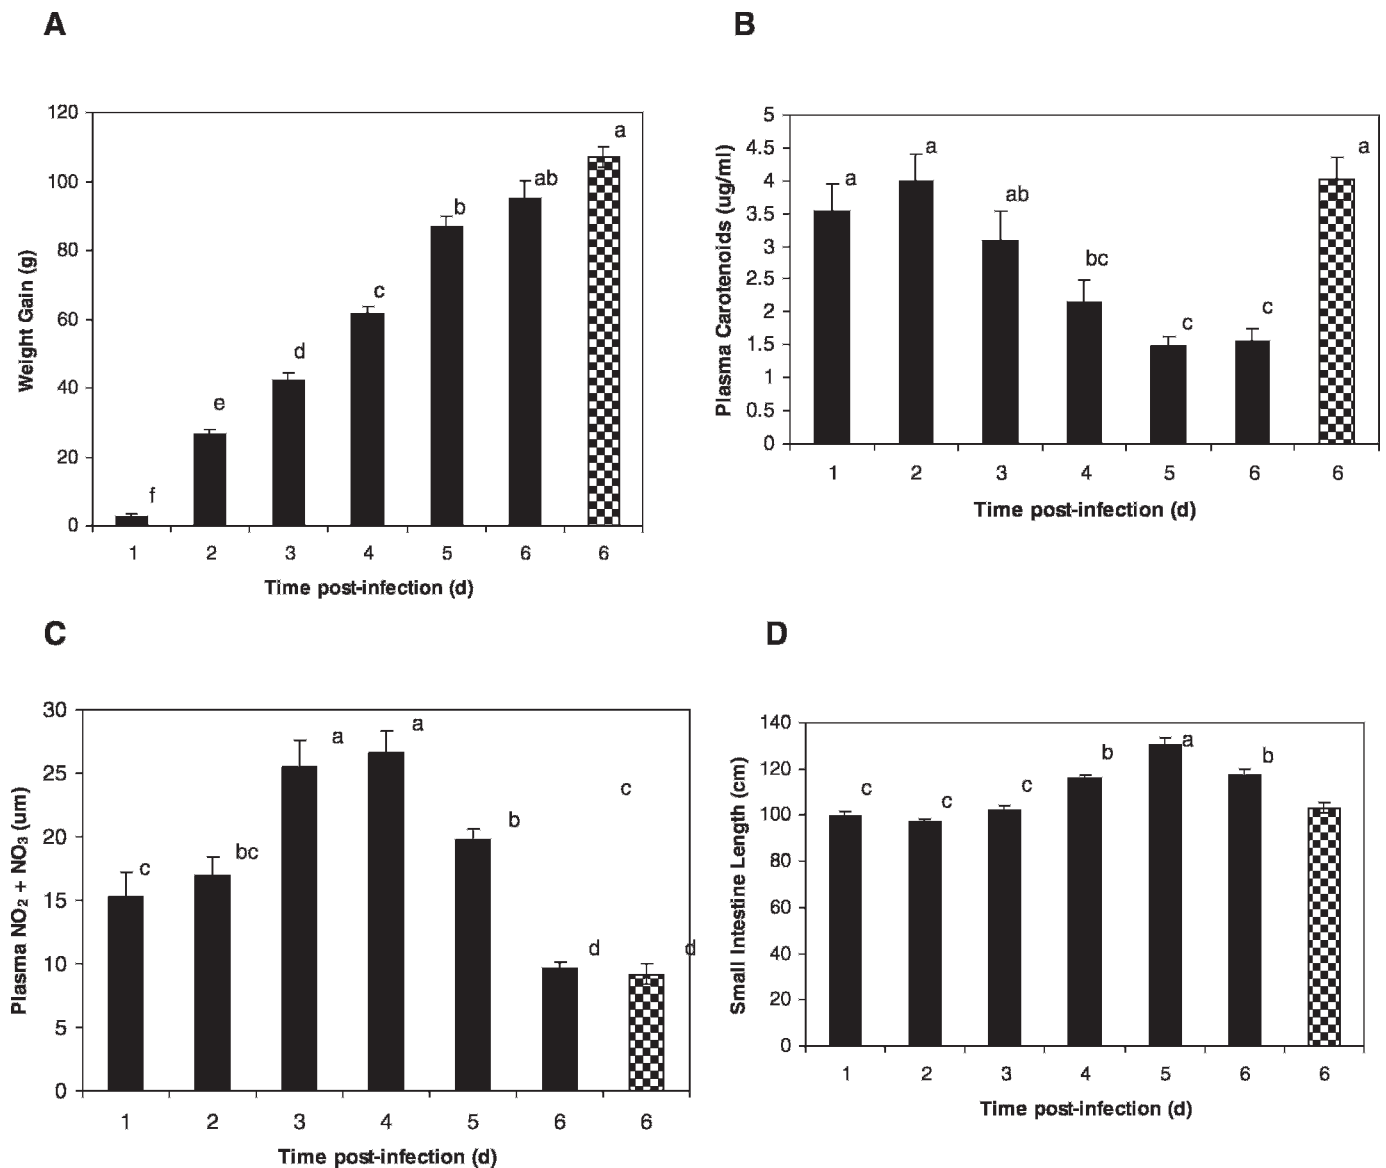 A
120
100
80
60
40
20
0
Weight Gain (g)
f
e
d
c
b
ab
a
1 2 3 4 5 6 6
Time post-infection (d)
B
5
4.5
4
3.5
3
2.5
2
1.5
1
0.5
0
Plasma Carotenoids (ug/ml)
a
a
ab
bc
c
c
a
1 2 3 4 5 6 6
Time post-infection (d)
C
30
25
20
15
10
5
0
Plasma NO₂ + NO₃ (um)
c
bc
a
a
b
d
c
d
1 2 3 4 5 6 6
Time post-infection (d)
D
140
120
100
80
60
40
20
0
Small Intestine Length (cm)
c
c
c
b
a
b
1 2 3 4 5 6 6
Time post-infection (d)